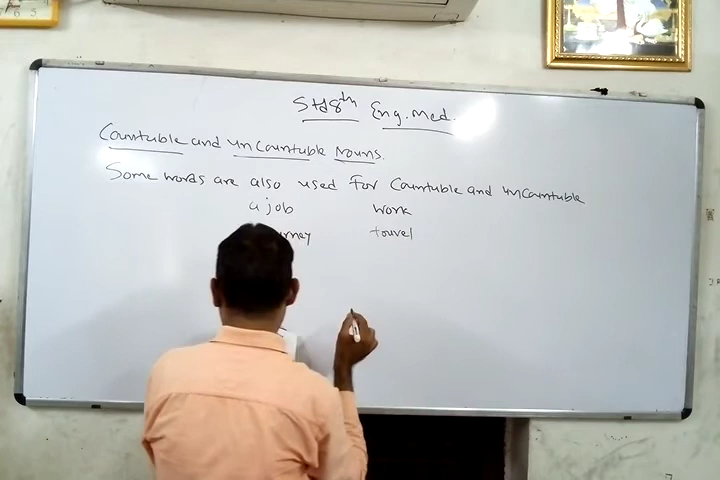 Std 8th Eng. Med.
Countable and uncountable Nouns.
Some words are also used for Countable and uncountable
a job work
touvel